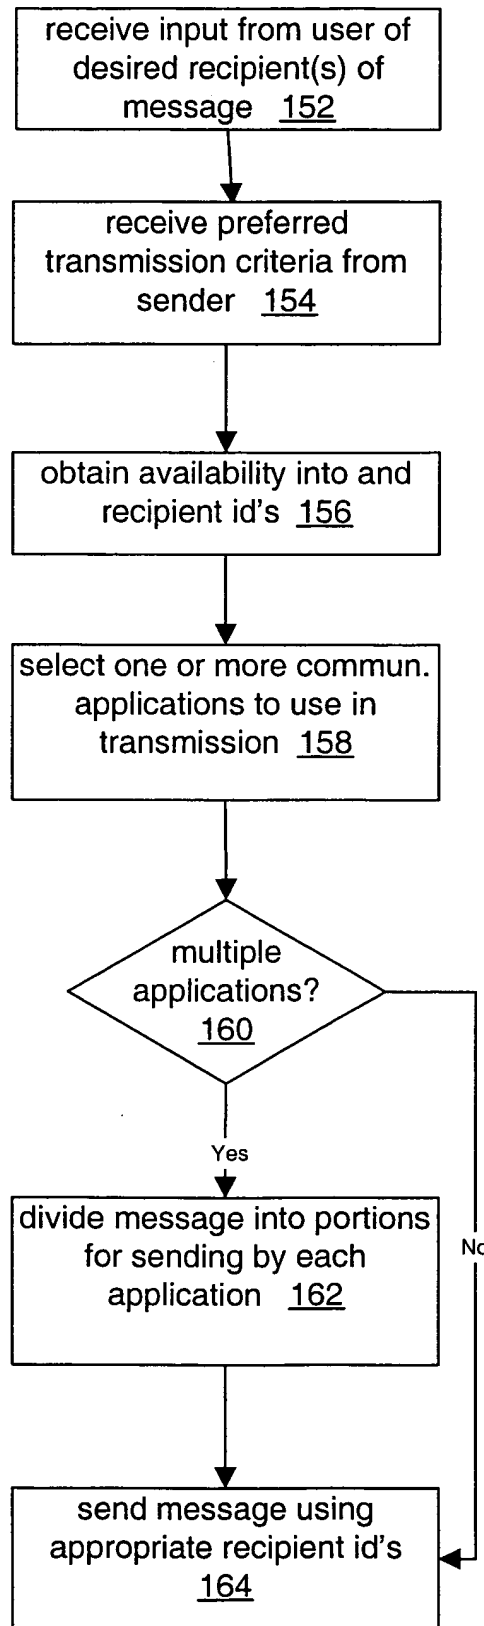 receive input from user of
desired recipient(s) of
message 152
receive preferred
transmission criteria from
sender 154
obtain availability into and
recipient id's 156
select one or more commun.
applications to use in
transmission 158
multiple
applications?
160
Yes
divide message into portions
for sending by each
application 162
No
send message using
appropriate recipient id's
164